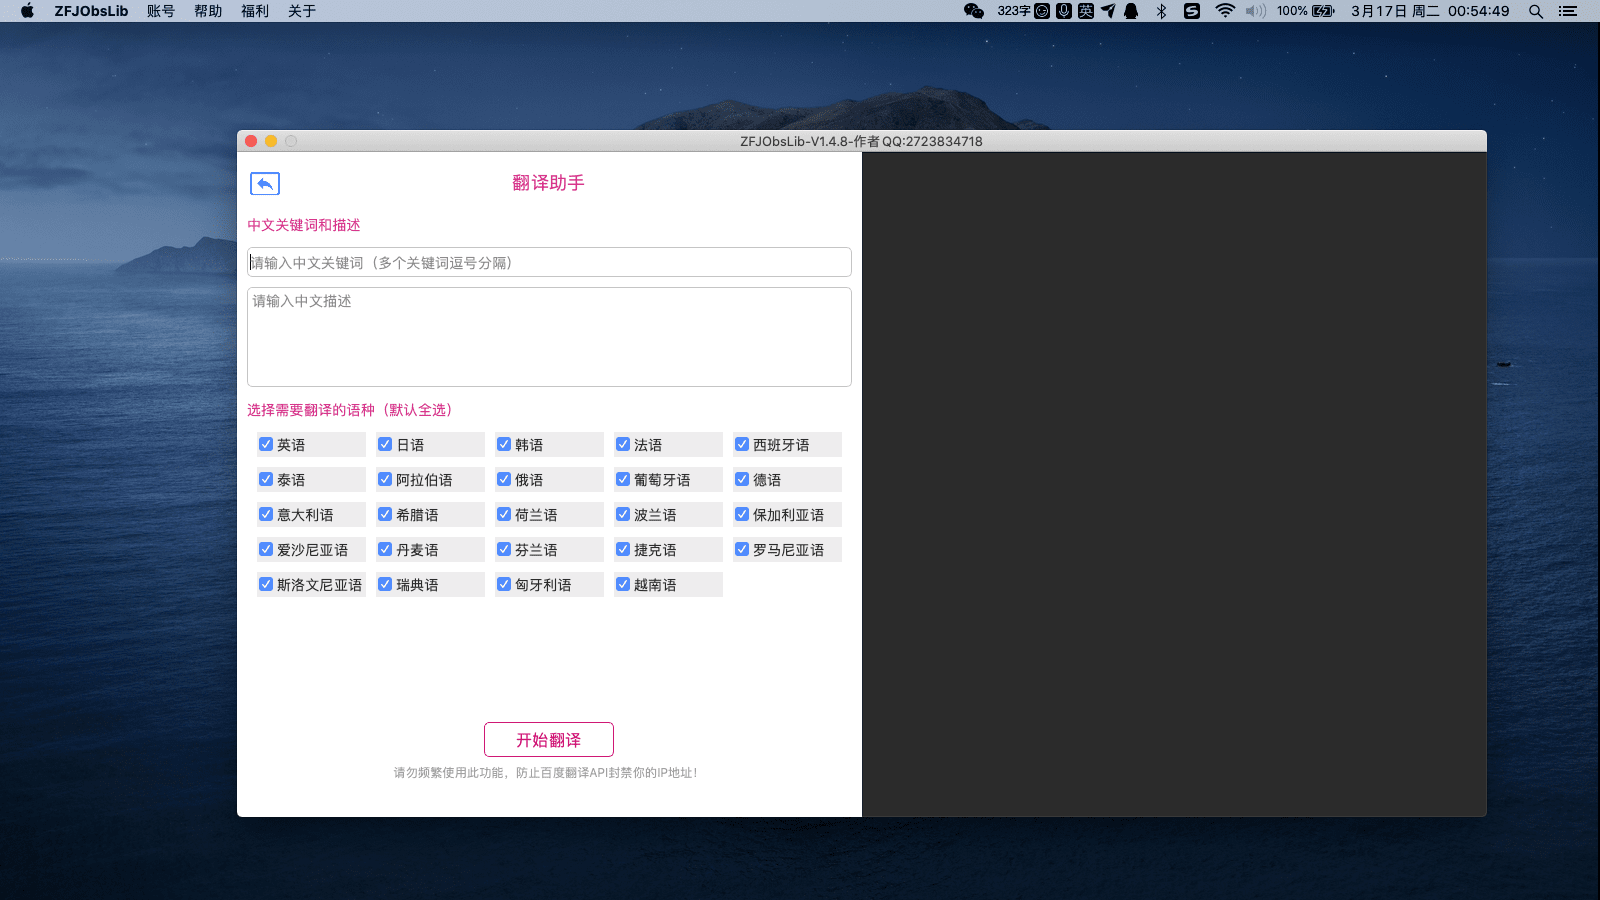 ZFJObsLib 账号 帮助 福利 关于 323字 英 100% 3月17日 周二 00:54:49
ZFJObsLib-V1.4.8-作者QQ:2723834718
翻译助手
中文关键词和描述
请输入中文关键词（多个关键词逗号分隔）
请输入中文描述
选择需要翻译的语种（默认全选）
英语 日语 韩语 法语 西班牙语
泰语 阿拉伯语 俄语 葡萄牙语 德语
意大利语 希腊语 荷兰语 波兰语 保加利亚语
爱沙尼亚语 丹麦语 芬兰语 捷克语 罗马尼亚语
斯洛文尼亚语 瑞典语 匈牙利语 越南语
开始翻译
请勿频繁使用此功能，防止百度翻译API封禁你的IP地址！